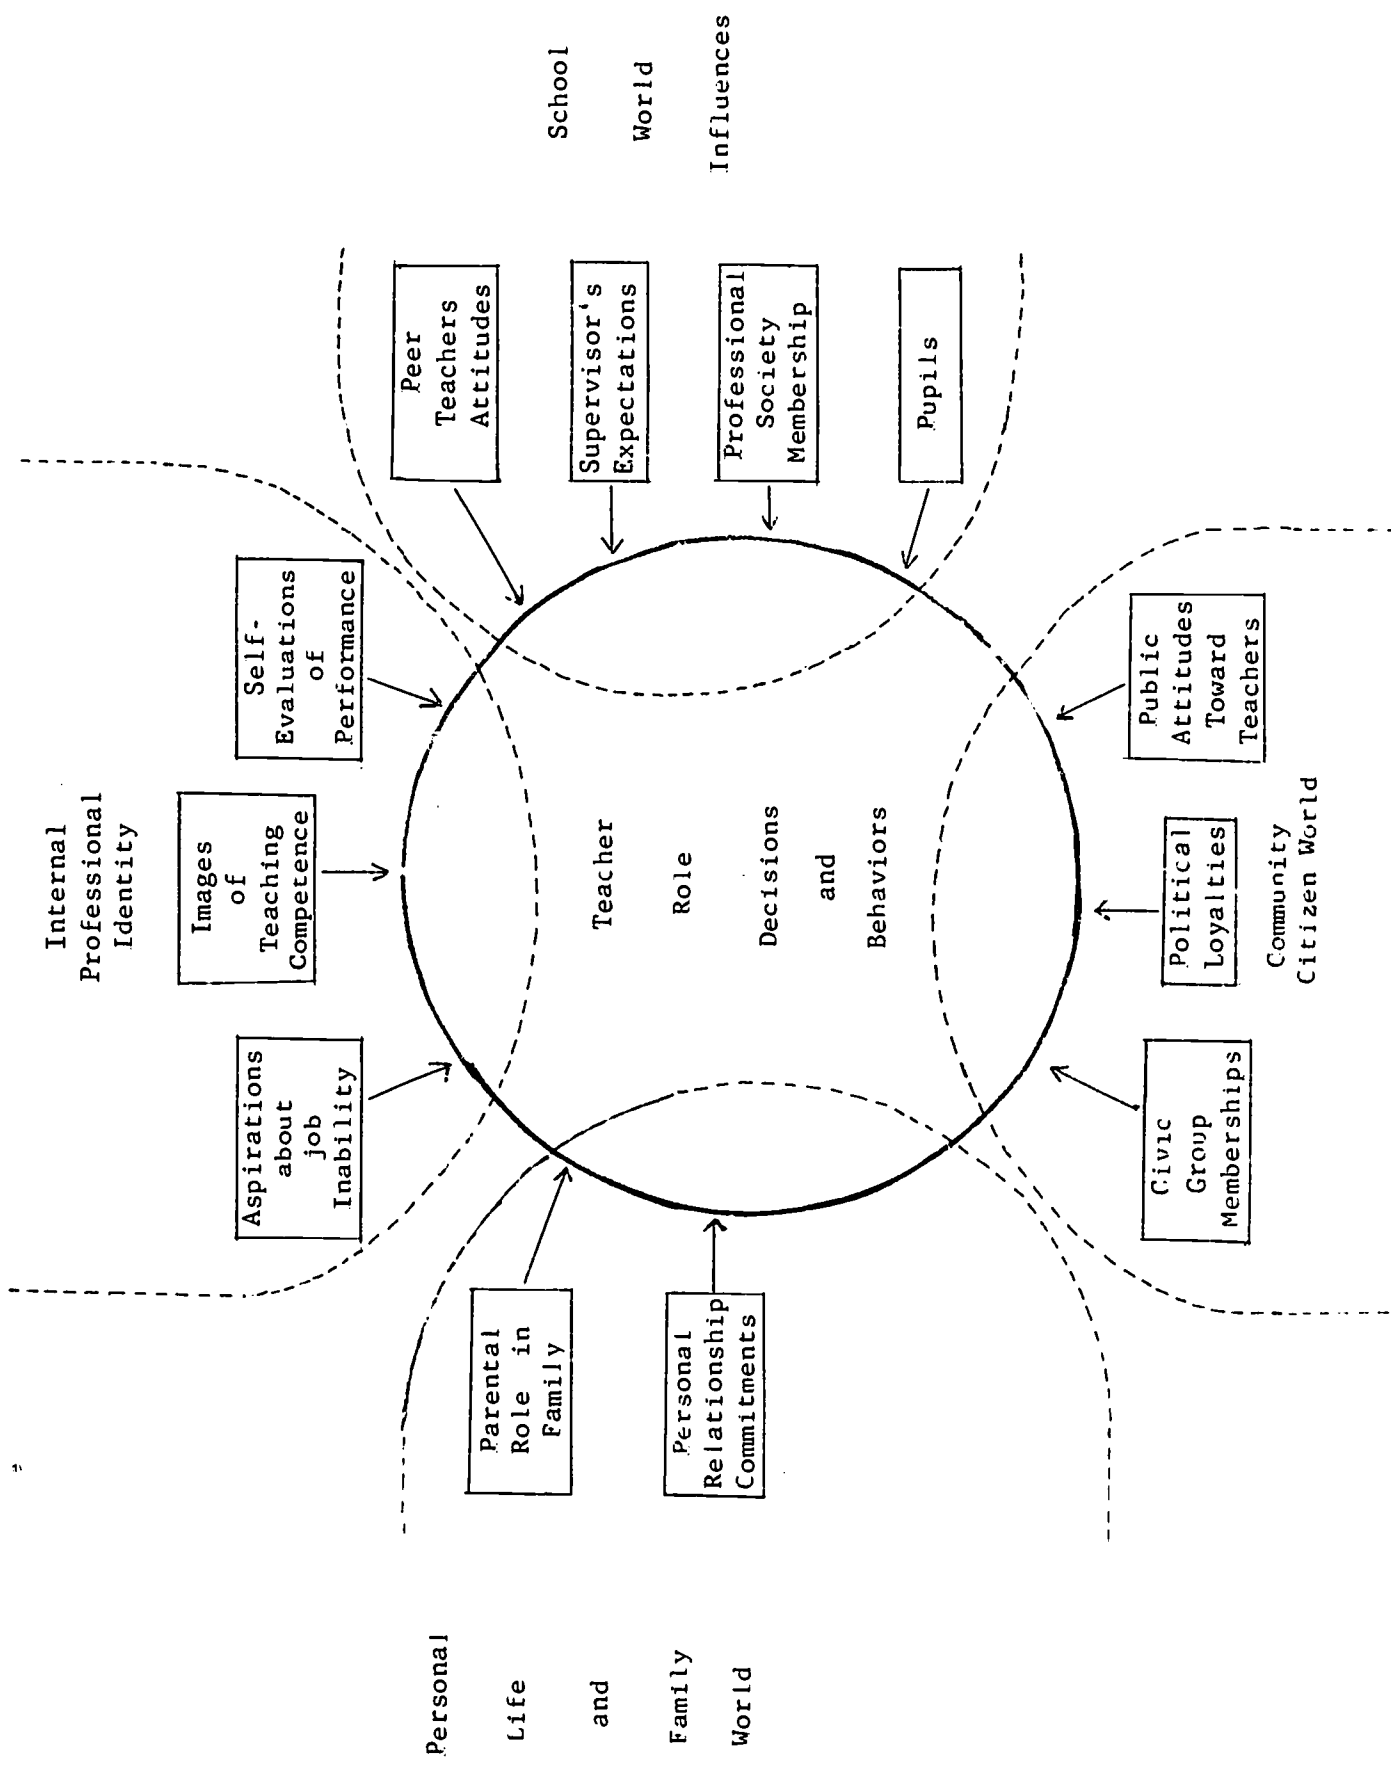 Internal
Professional
Identity
Aspirations
about
job
Inability
Images
of
Teaching
Competence
Self-
Evaluations
of
Performance
Personal
Life
and
Family
World
Parental
Role in
Family
Personal
Relationship
Commitments
Teacher
Role
Decisions
and
Behaviors
Peer
Teachers
Attitudes
Supervisor's
Expectations
Professional
Society
Membership
Pupils
School
World
Influences
Civic
Group
Memberships
Political
Loyalties
Public
Attitudes
Toward
Teachers
Community
Citizen World